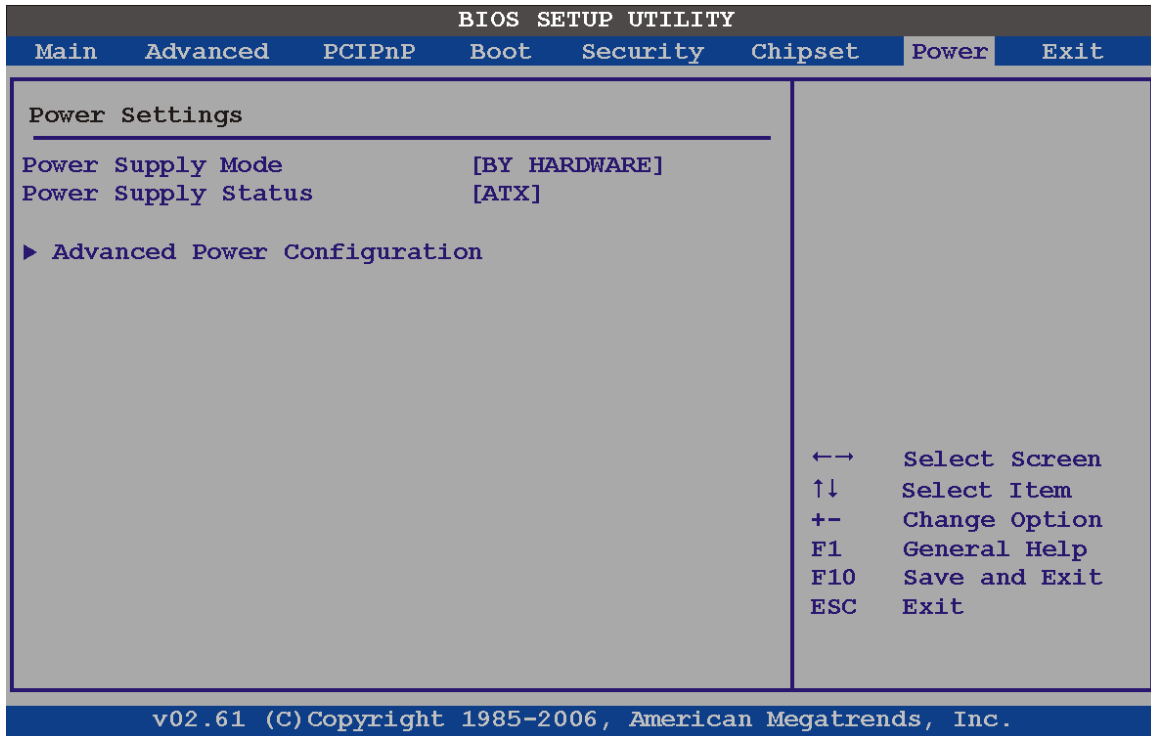 BIOS SETUP UTILITY
Main Advanced PCIPnP Boot Security Chipset Power Exit
Power Settings
Power Supply Mode [BY HARDWARE]
Power Supply Status [ATX]
▶ Advanced Power Configuration
←→ Select Screen
↑↓ Select Item
+- Change Option
F1 General Help
F10 Save and Exit
ESC Exit
v02.61 (C)Copyright 1985-2006, American Megatrends, Inc.